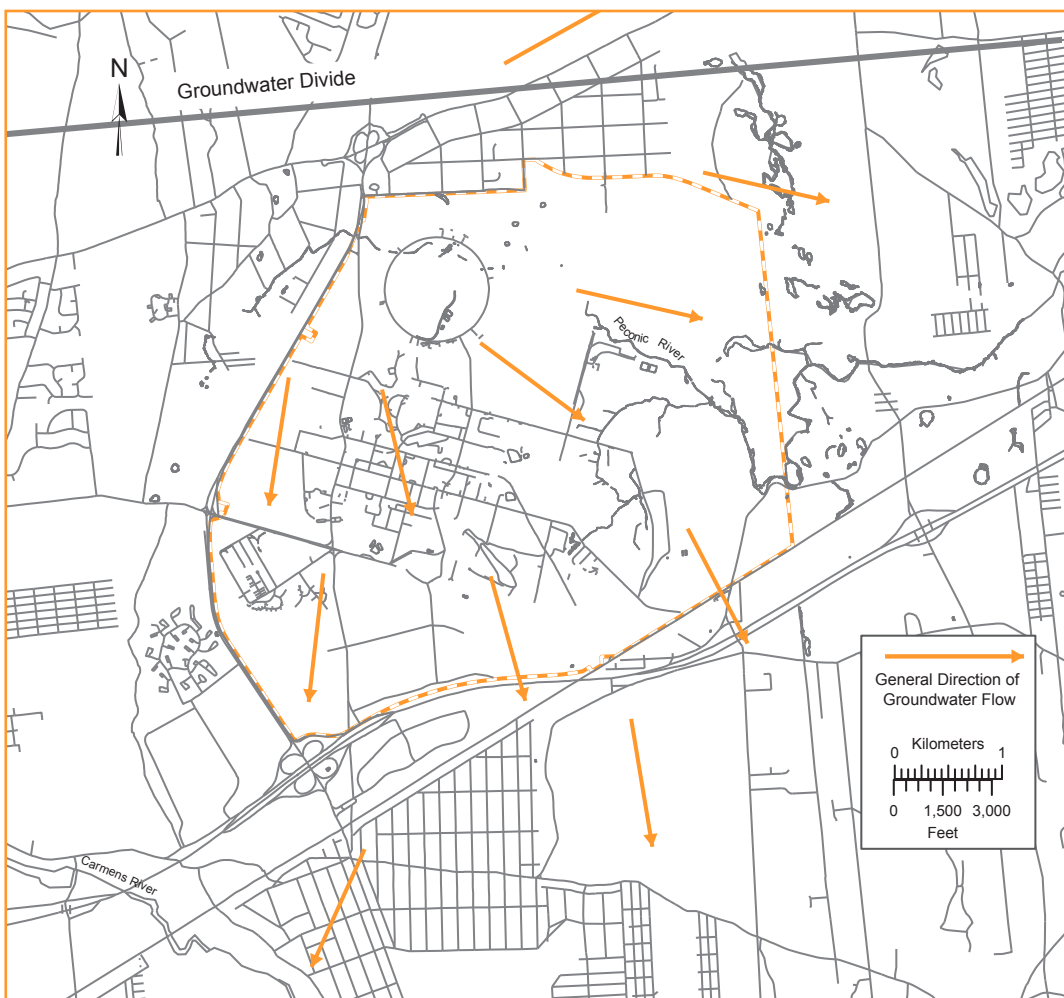 N
Groundwater Divide
Peconic River
General Direction of
Groundwater Flow
Kilometers
0 1
0 1,500 3,000
Feet
Carmens River